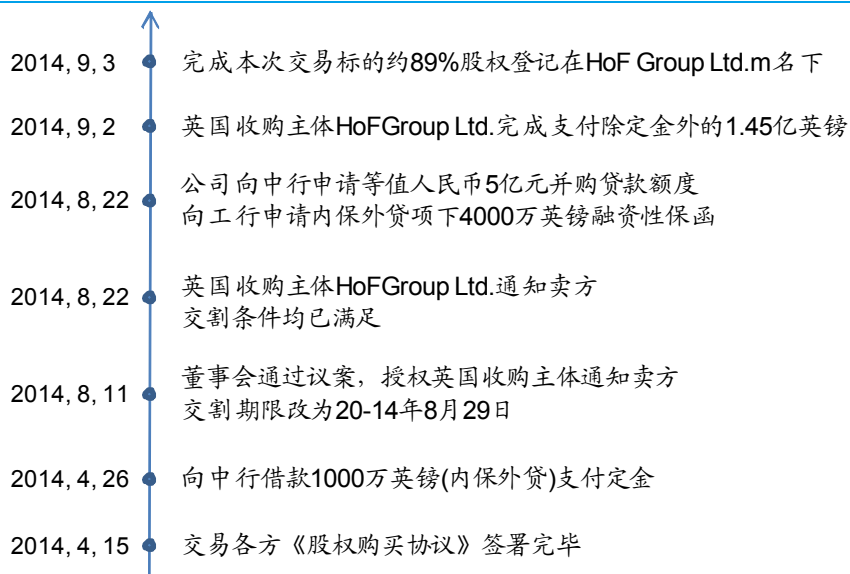 2014, 9, 3 完成本次交易标的约89%股权登记在HoF Group Ltd.m名下
2014, 9, 2 英国收购主体HoFGroup Ltd.完成支付除定金外的1.45亿英镑
2014, 8, 22 公司向中行申请等值人民币5亿元并购贷款额度
向工行申请内保外贷项下4000万英镑融资性保函
2014, 8, 22 英国收购主体HoFGroup Ltd.通知卖方
交割条件均已满足
2014, 8, 11 董事会通过议案，授权英国收购主体通知卖方
交割期限改为20-14年8月29日
2014, 4, 26 向中行借款1000万英镑(内保外贷)支付定金
2014, 4, 15 交易各方《股权购买协议》签署完毕